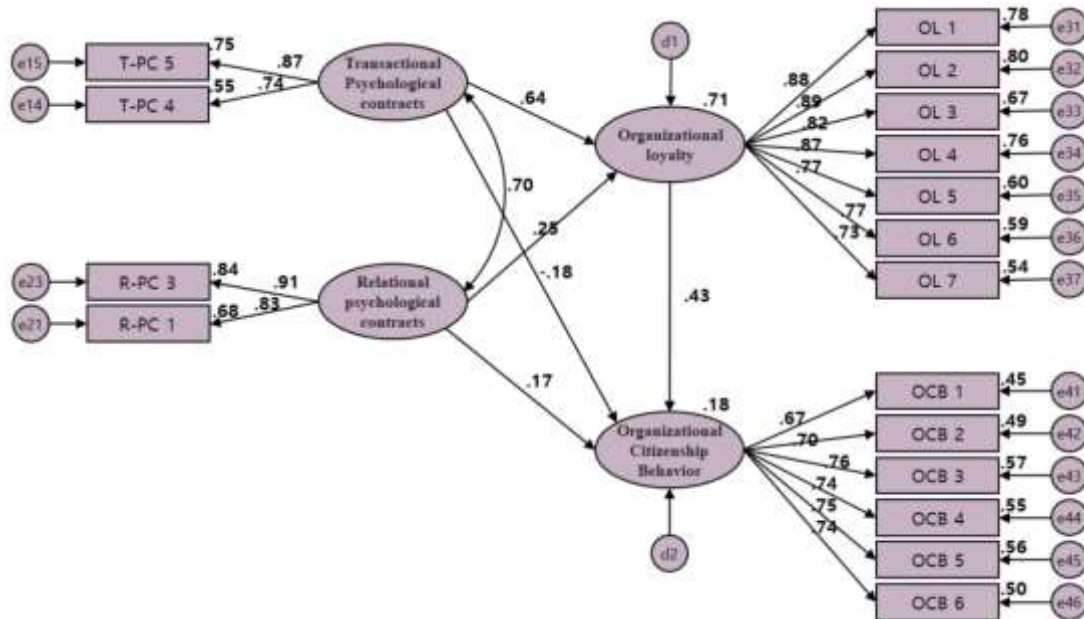 e15
.75
T-PC 5
.87
e14
.55
T-PC 4
.74
Transactional
Psychological
contracts
.64
d1
.71
Organizational
loyalty
.70
.25
-.18
e23
.84
R-PC 3
.91
e21
.68
R-PC 1
.83
Relational
psychological
contracts
.17
.43
.88
OL 1
.78
e31
.89
OL 2
.80
e32
.82
OL 3
.67
e33
.87
OL 4
.76
e34
.77
OL 5
.60
e35
.77
OL 6
.59
e36
.73
OL 7
.54
e37
.18
Organizational
Citizenship
Behavior
d2
.67
OCB 1
.45
e41
.70
OCB 2
.49
e42
.76
OCB 3
.57
e43
.74
OCB 4
.55
e44
.75
OCB 5
.56
e45
.74
OCB 6
.50
e46